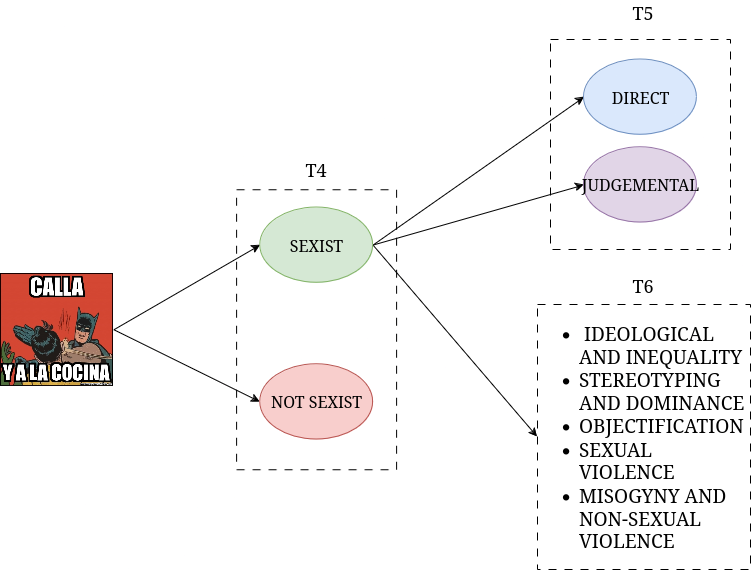 T5
DIRECT
JUDGEMENTAL
T4
SEXIST
NOT SEXIST
CALLA
Y A LA COCINA
T6
• IDEOLOGICAL
AND INEQUALITY
• STEREOTYPING
AND DOMINANCE
• OBJECTIFICATION
• SEXUAL
VIOLENCE
• MISOGYNY AND
NON-SEXUAL
VIOLENCE